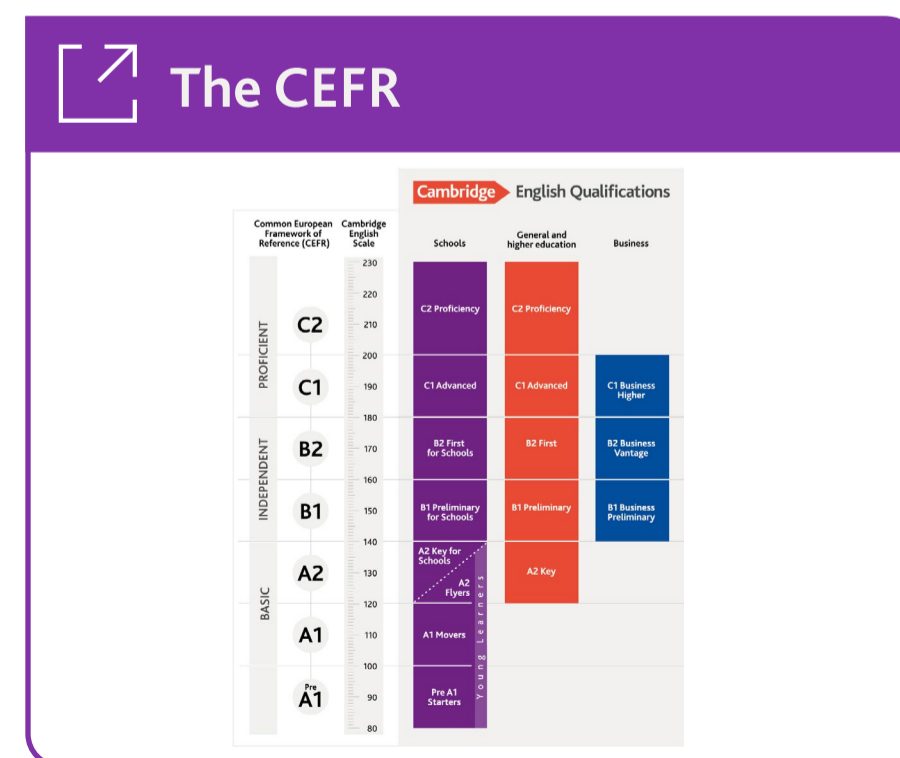 The CEFR
Cambridge English Qualifications
Common European
Framework of
Reference (CEFR)
Cambridge
English
Scale
Schools
General and
higher education
Business
PROFICIENT
INDEPENDENT
BASIC
C2
C1
B2
B1
A2
A1
Pre
A1
230
220
210
200
190
180
170
160
150
140
130
120
110
100
90
80
C2 Proficiency
C1 Advanced
B2 First
for Schools
B1 Preliminary
for Schools
A2 Key for
Schools
A2
Flyers
A1 Movers
Pre A1
Starters
Young Learners
C2 Proficiency
C1 Advanced
B2 First
B1 Preliminary
A2 Key
C1 Business
Higher
B2 Business
Vantage
B1 Business
Preliminary